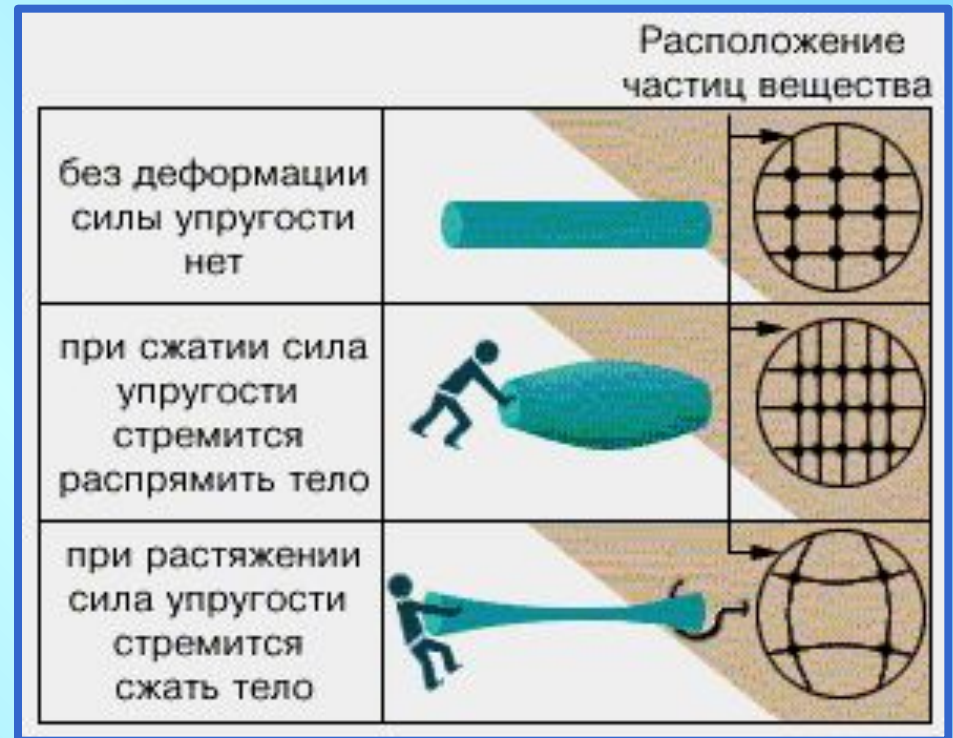 Расположение
частиц вещества
без деформации
силы упругости
нет
при сжатии сила
упругости
стремится
распрямить тело
при растяжении
сила упругости
стремится
сжать тело